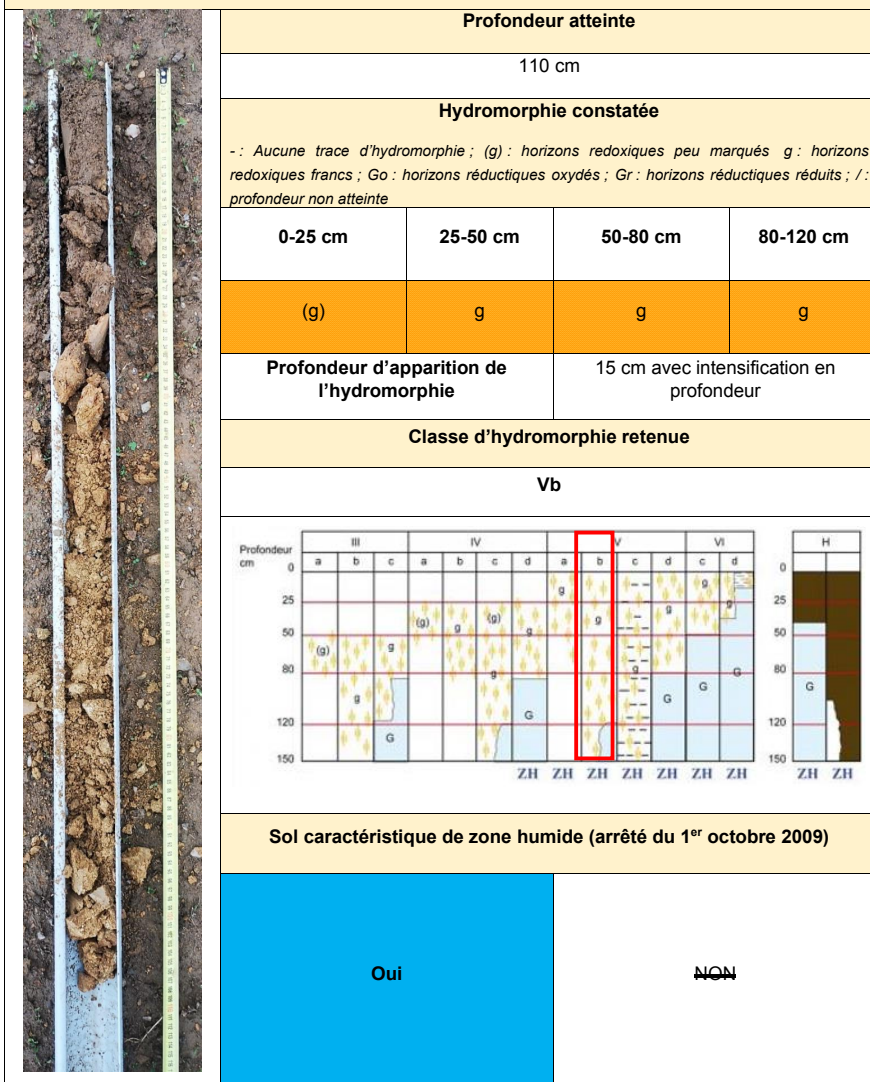 Profondeur atteinte
110 cm
Hydromorphie constatée
- : Aucune trace d'hydromorphie ; (g) : horizons redoxiques peu marqués g : horizons
redoxiques francs ; Go : horizons réductiques oxydés ; Gr : horizons réductiques réduits ; / :
profondeur non atteinte
0-25 cm 25-50 cm 50-80 cm 80-120 cm
(g) g g g
Profondeur d'apparition de
l'hydromorphie
15 cm avec intensification en
profondeur
Classe d'hydromorphie retenue
Vb
III IV V VI H
Profondeur
cm
a b c a b c d a b c d c d
0 0
g g
25 25
(g) g (g) g g g g
50 50
(g) g g
80 80
g g G G G
G G G
120 120
G
150 150
ZH ZH ZH ZH ZH ZH ZH ZH ZH
Sol caractéristique de zone humide (arrêté du 1er octobre 2009)
Oui NON